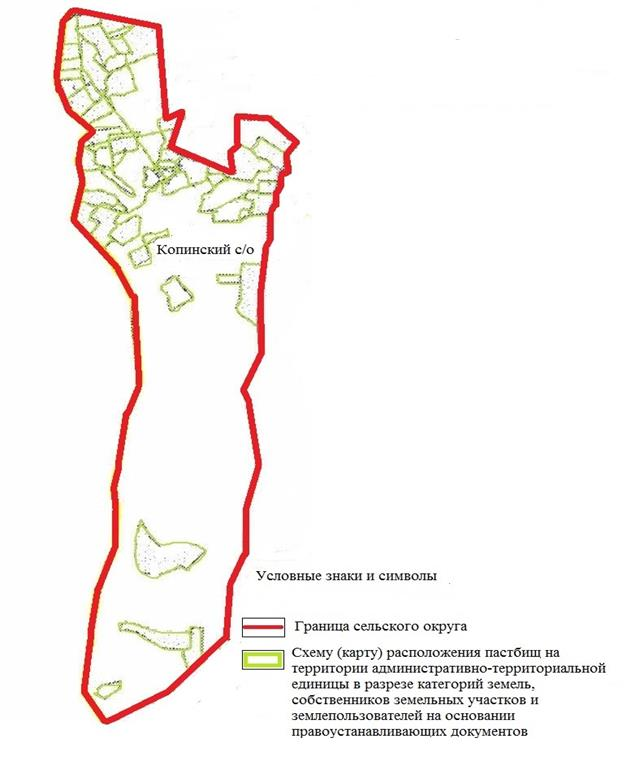 Копинский с/о
Условные знаки и символы
Граница сельского округа
Схему (карту) расположения пастбищ на
территории административно-территориальной
единицы в разрезе категорий земель,
собственников земельных участков и
землепользователей на основании
правоустанавливающих документов